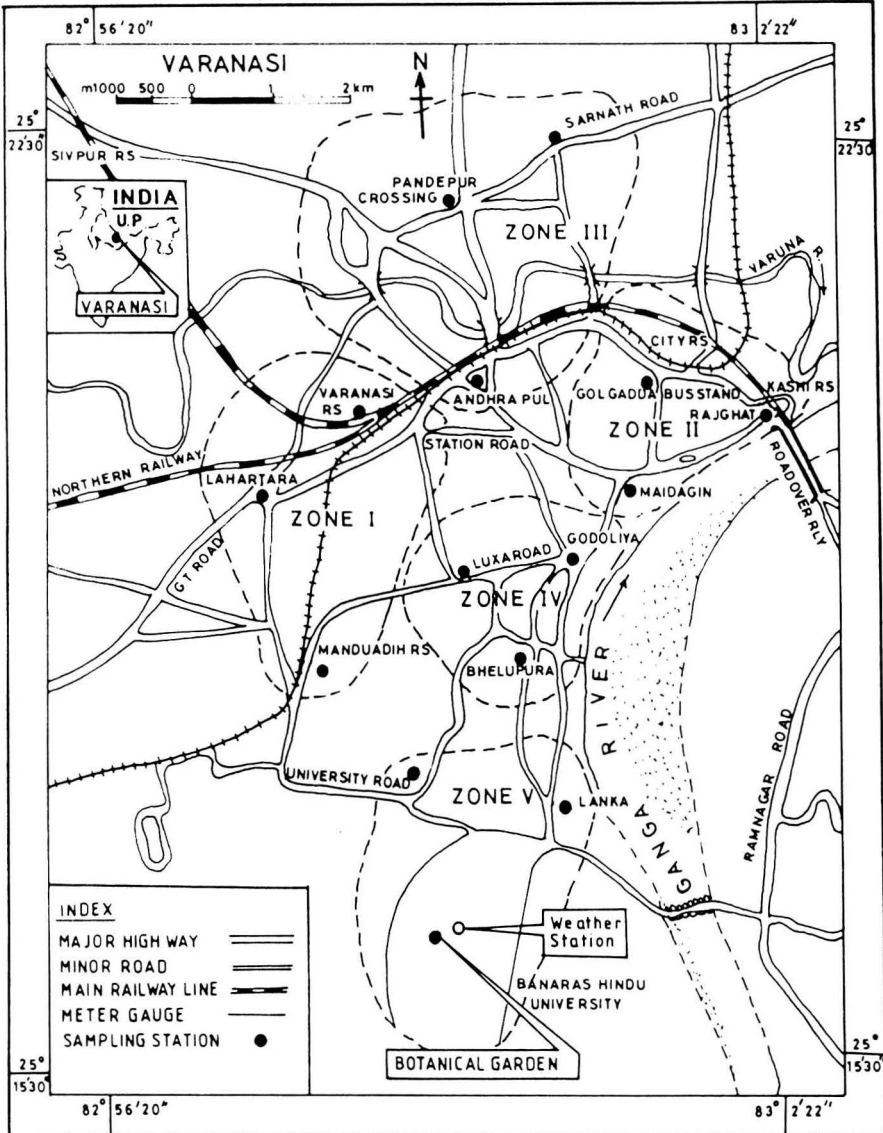 82° 56'20"
83° 2'22"
VARANASI
m1000 500 0 1 2 km
N
25°
22'30"
25°
22'30"
SARNATH ROAD
SIVPUR RS
PANDEPUR
CROSSING
INDIA
U.P
VARANASI
ZONE III
VARUNA R.
CITY RS
VARANASI
RS
ANDHRA PUL
GOLGADUA BUSSTAND
KASHI RS
RAJGHAT
STATION ROAD
ZONE II
NORTHERN RAILWAY
LAHARTARA
MAIDAGIN
ROAD OVER RLY
ZONE I
GT ROAD
GODOLIYA
LUXAROAD
ZONE IV
MANDUADIH RS
BHELUPURA
GANGA RIVER
RAMNAGAR ROAD
UNIVERSITY ROAD
ZONE V
LANKA
Weather
Station
BANARAS HINDU
UNIVERSITY
BOTANICAL GARDEN
INDEX
MAJOR HIGH WAY
MINOR ROAD
MAIN RAILWAY LINE
METER GAUGE
SAMPLING STATION
25°
15'30"
25°
15'30"
82° 56'20"
83° 2'22"